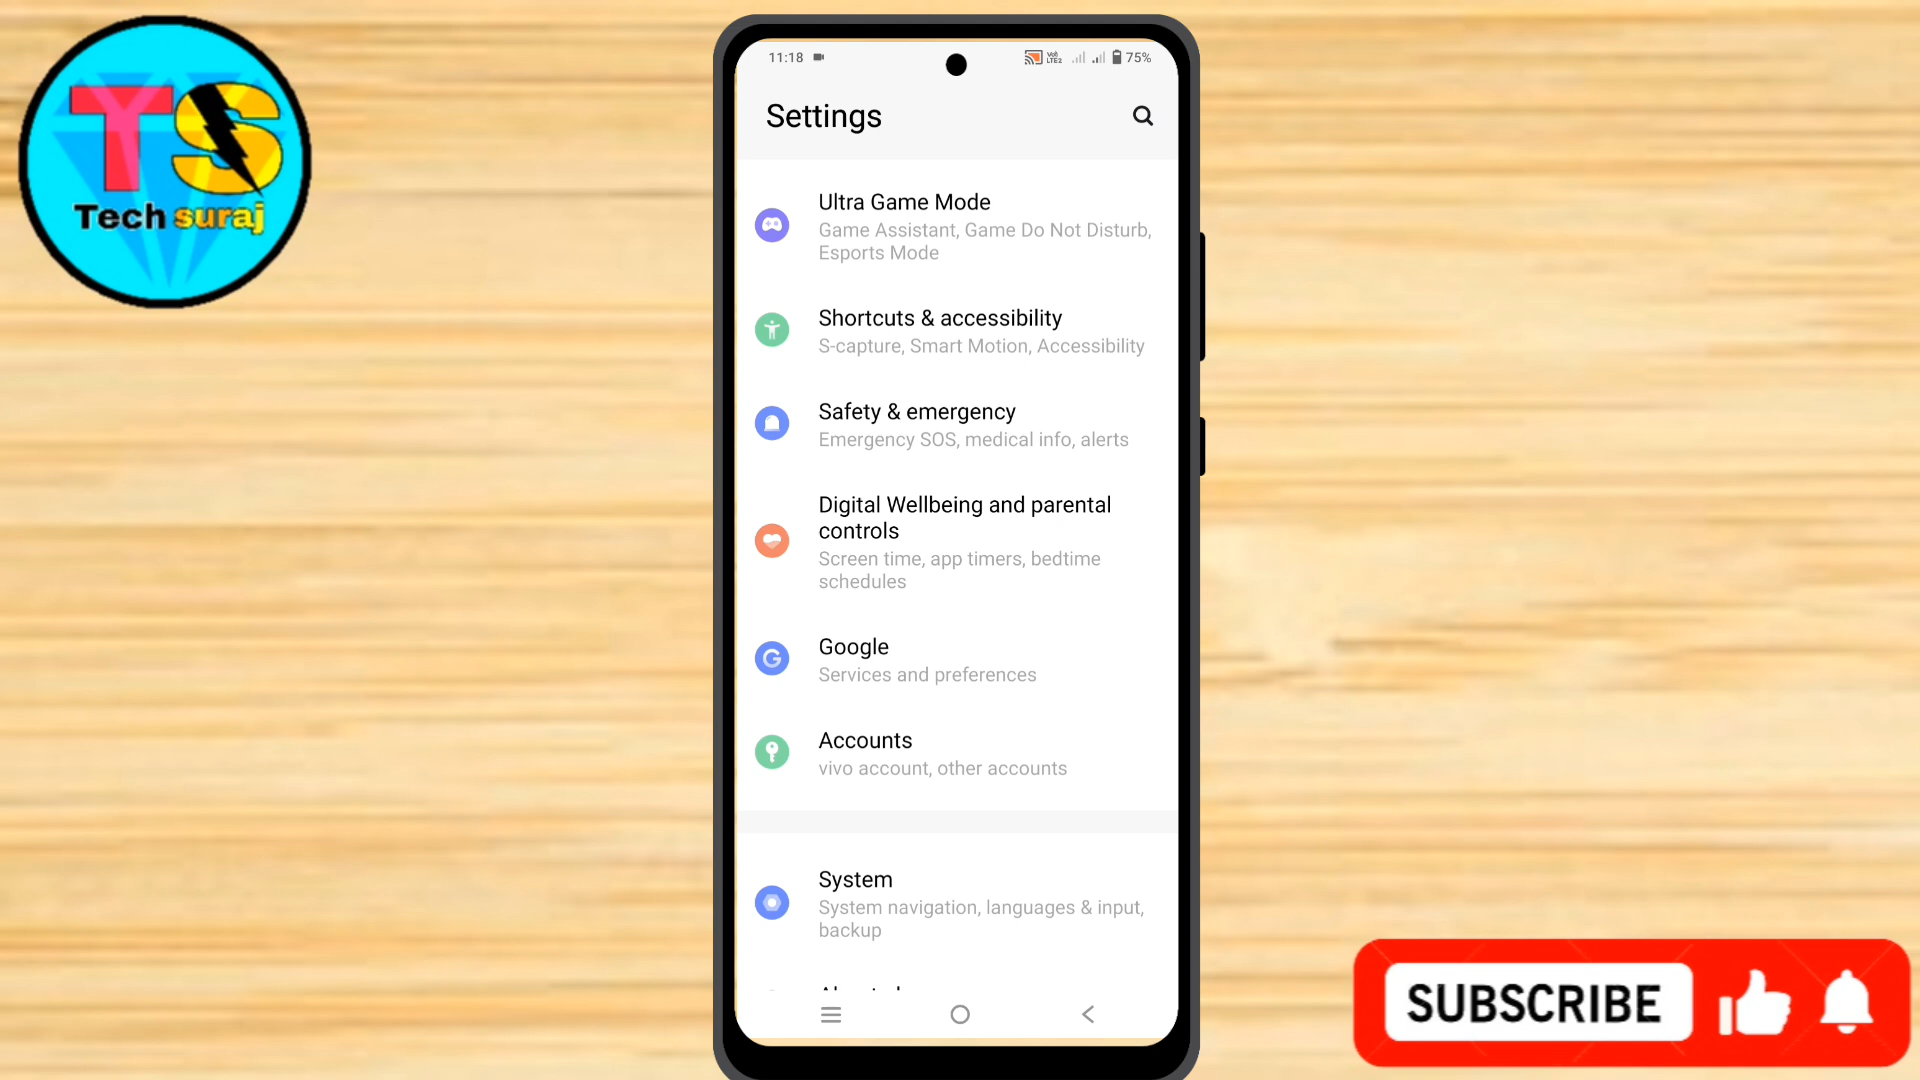 TS
Tech suraj
11:18
75%
Settings
Ultra Game Mode
Game Assistant, Game Do Not Disturb,
Esports Mode
Shortcuts & accessibility
S-capture, Smart Motion, Accessibility
Safety & emergency
Emergency SOS, medical info, alerts
Digital Wellbeing and parental
controls
Screen time, app timers, bedtime
schedules
Google
Services and preferences
Accounts
vivo account, other accounts
System
System navigation, languages & input,
backup
SUBSCRIBE